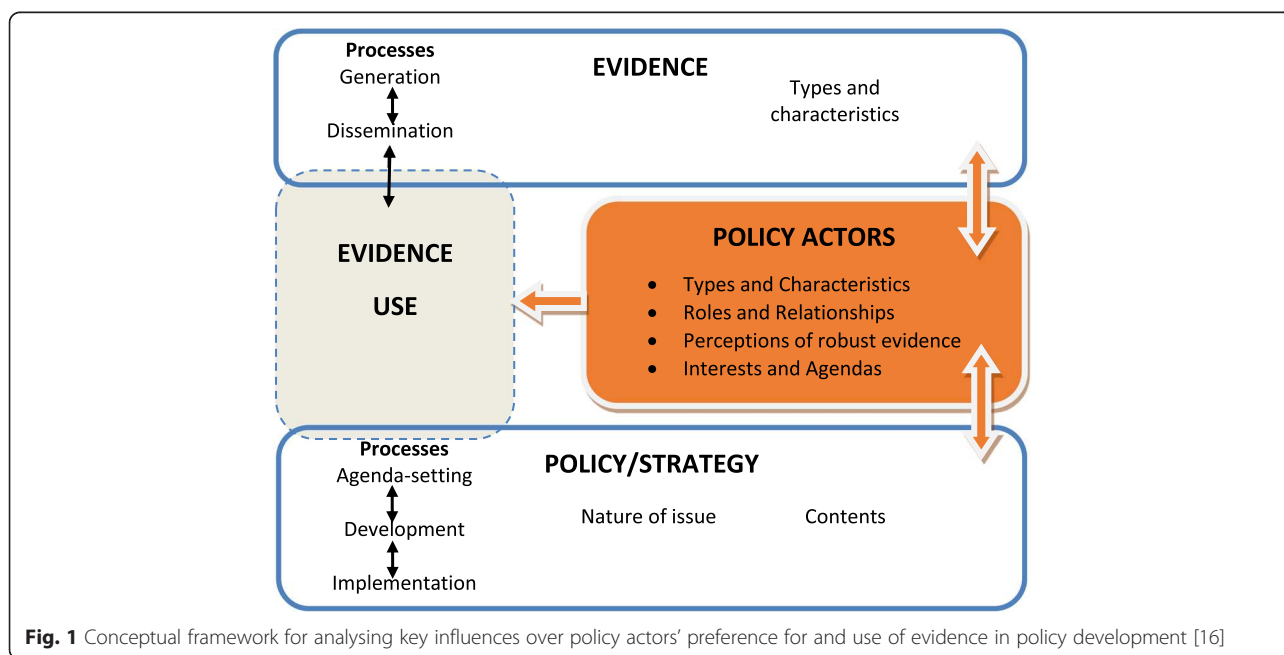 Processes
Generation
Dissemination
EVIDENCE
Types and
characteristics
EVIDENCE
USE
POLICY ACTORS
• Types and Characteristics
• Roles and Relationships
• Perceptions of robust evidence
• Interests and Agendas
Processes
Agenda-setting
Development
Implementation
POLICY/STRATEGY
Nature of issue
Contents
Fig. 1 Conceptual framework for analysing key influences over policy actors’ preference for and use of evidence in policy development [16]